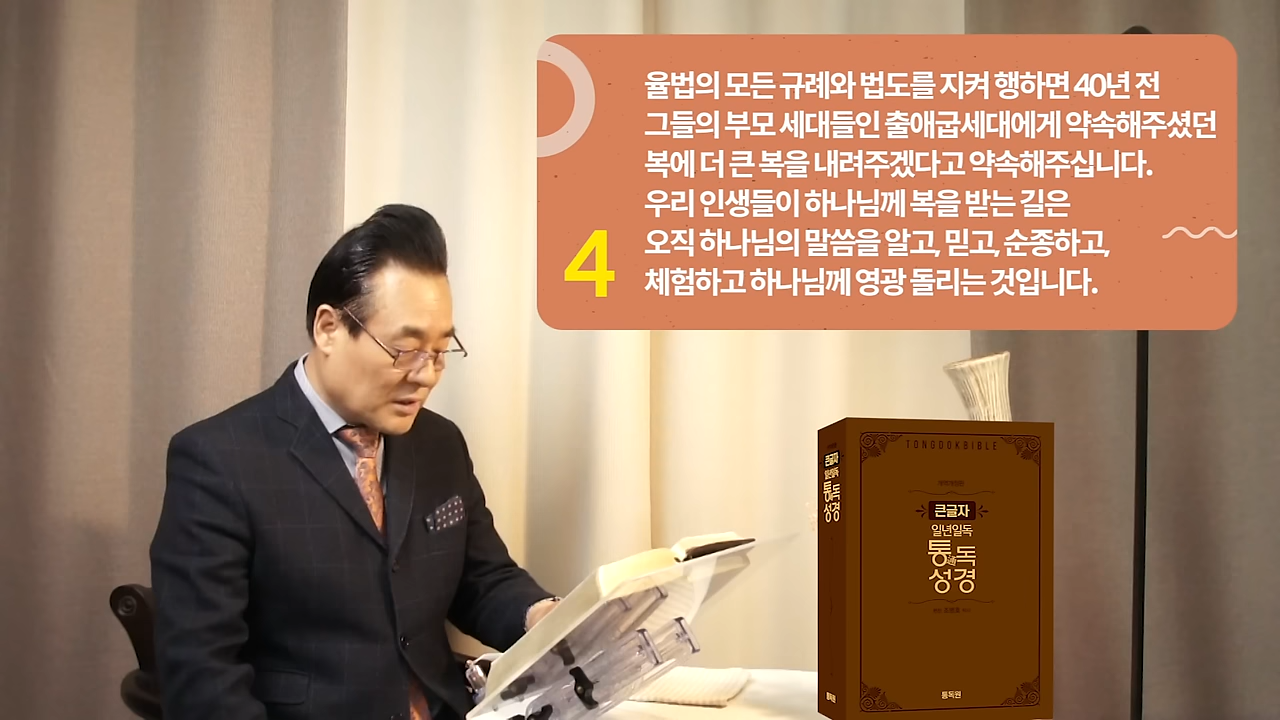 율법의 모든 규례와 법도를 지켜 행하면 40년 전
그들의 부모 세대들인 출애굽세대에게 약속해주셨던
복에 더 큰 복을 내려주겠다고 약속해주십니다.
우리 인생들이 하나님께 복을 받는 길은
오직 하나님의 말씀을 알고, 믿고, 순종하고,
체험하고 하나님께 영광 돌리는 것입니다.
4
TONGDOKBIBLE
큰글자
일년일독
통독
성경
통독원
큰글자
일년일독
통독
성경
통독원